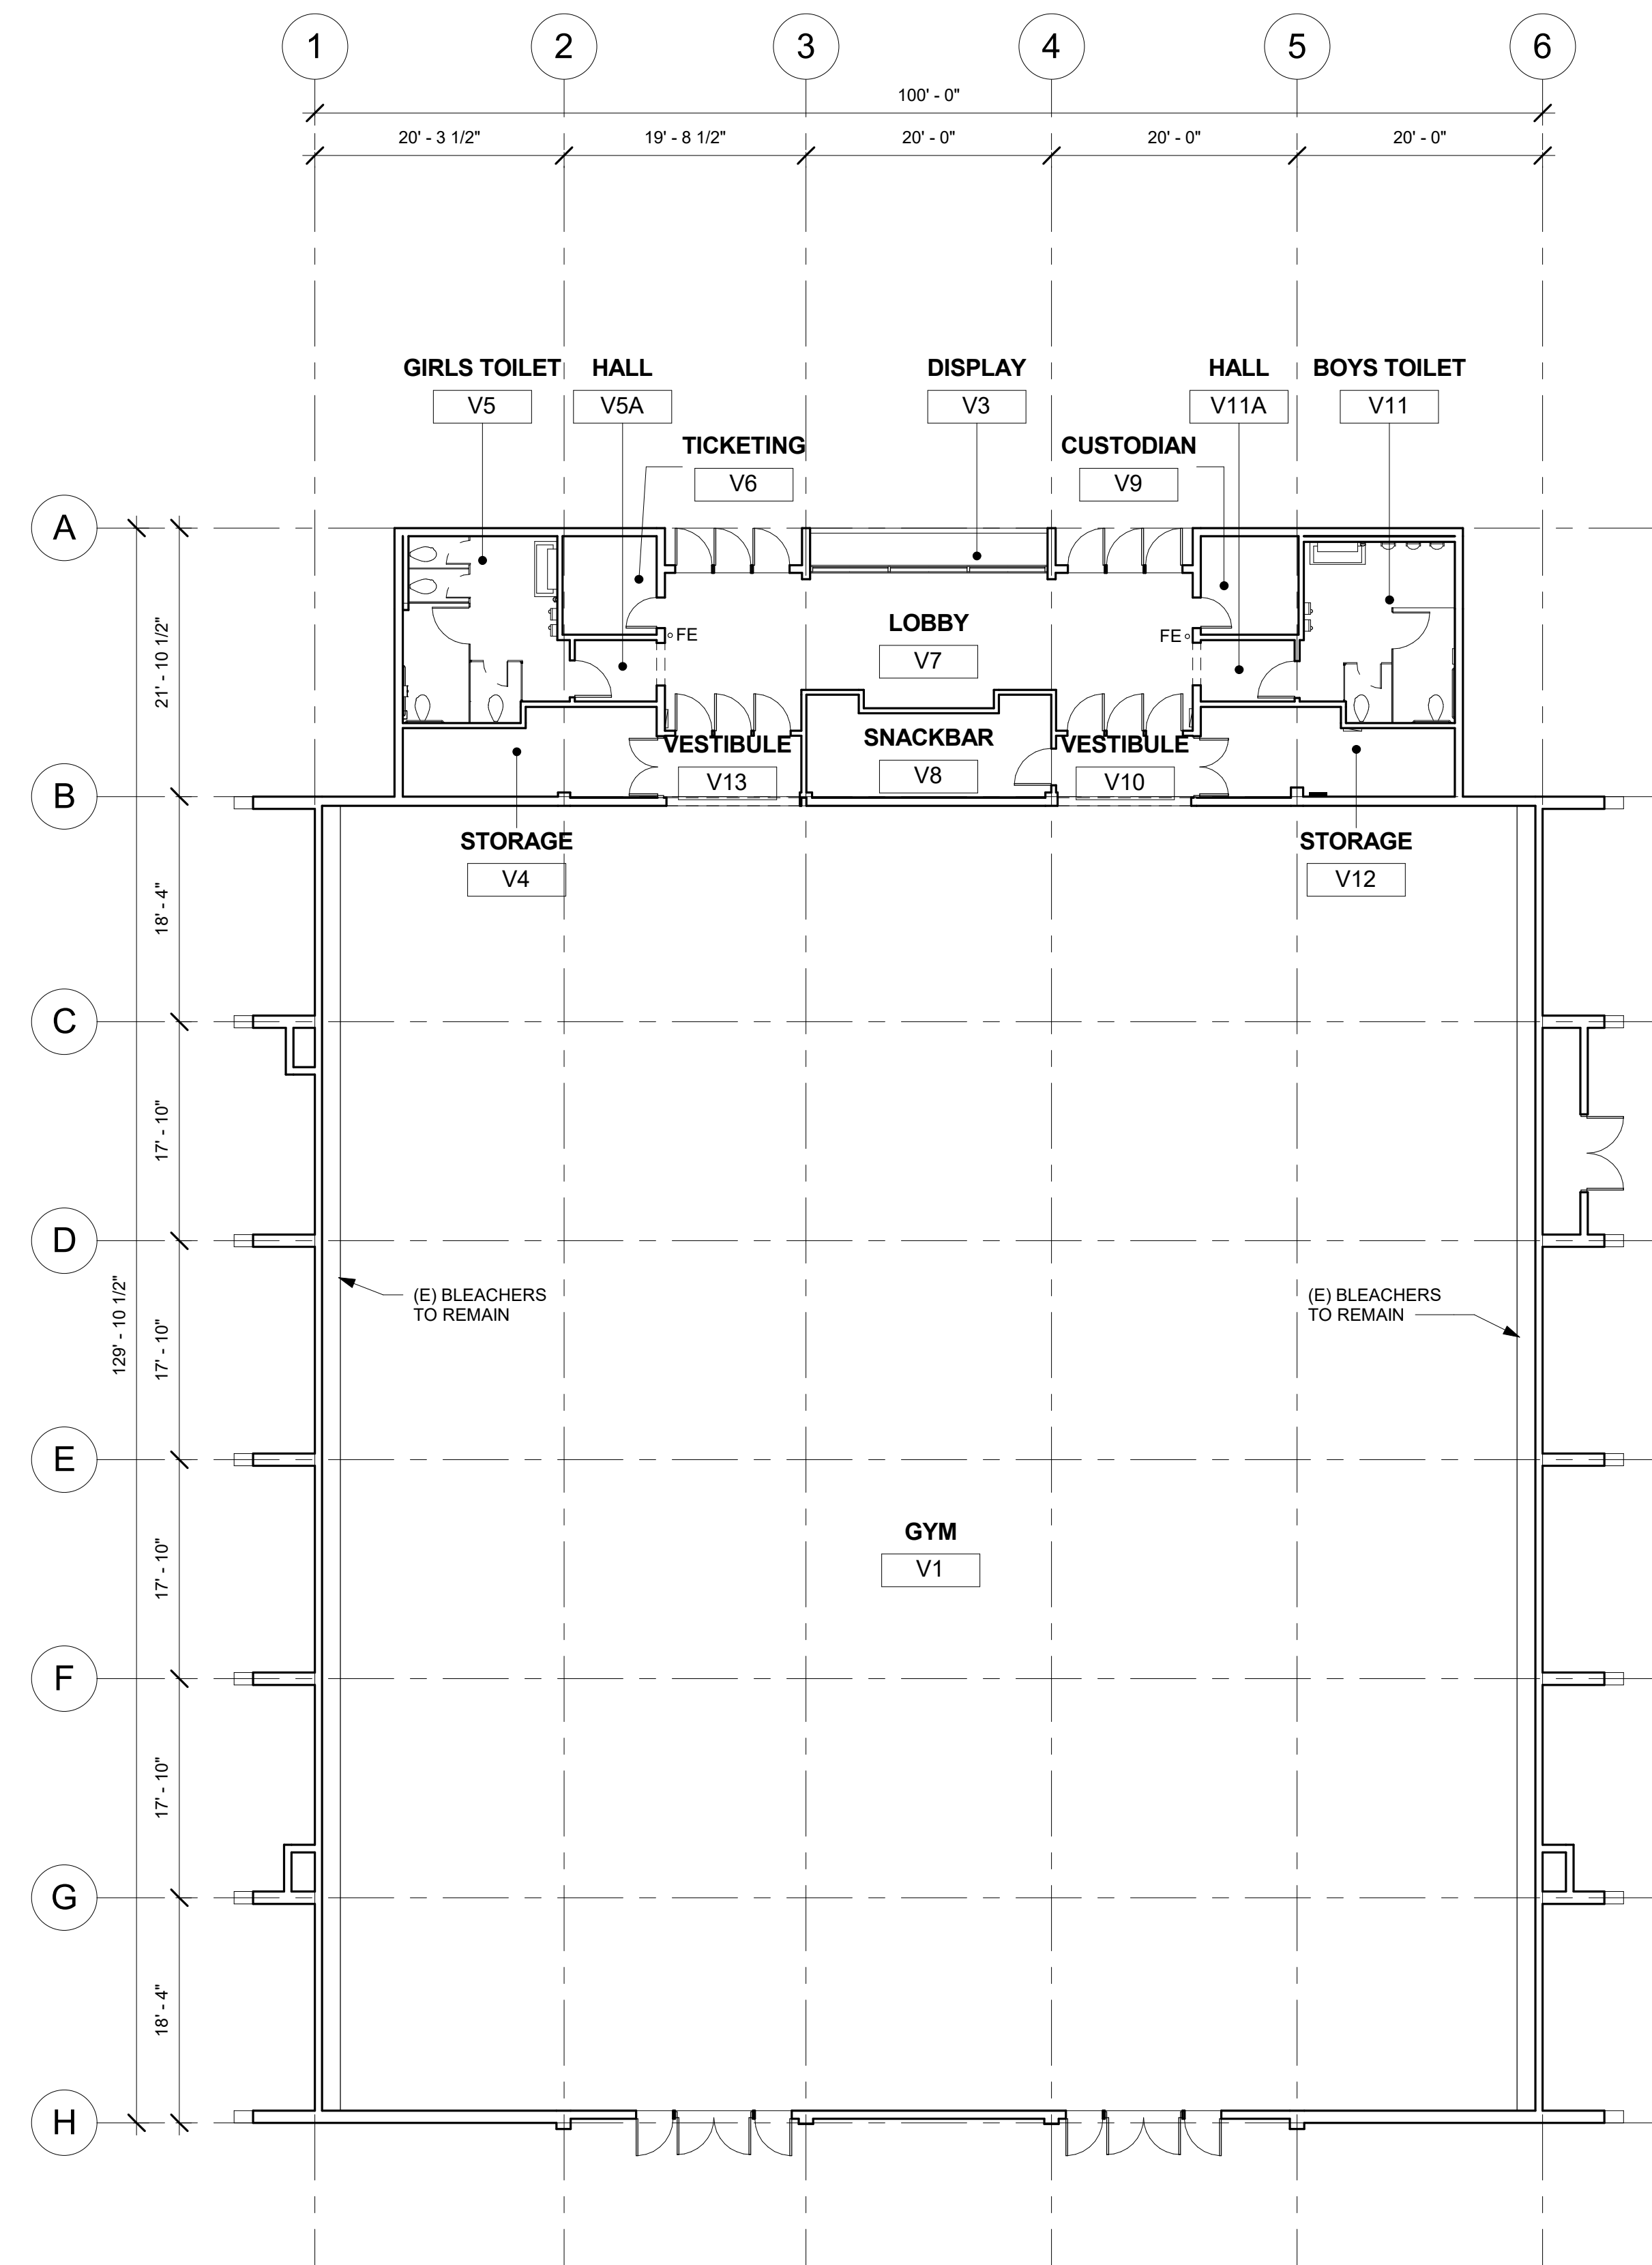 1 2 3 4 5 6
100' - 0"
20' - 3 1/2" 19' - 8 1/2" 20' - 0" 20' - 0" 20' - 0"
GIRLS TOILET HALL DISPLAY HALL BOYS TOILET
V5 V5A V3 V11A V11
TICKETING CUSTODIAN
V6 V9
A
LOBBY
FE FE
V7
21' - 10 1/2"
SNACKBAR
VESTIBULE VESTIBULE
V13 V8 V10
B
STORAGE STORAGE
V4 V12
18' - 4"
C
17' - 10"
D
(E) BLEACHERS
TO REMAIN
(E) BLEACHERS
TO REMAIN
129' - 10 1/2"
17' - 10"
E
GYM
V1
17' - 10"
F
17' - 10"
G
18' - 4"
H